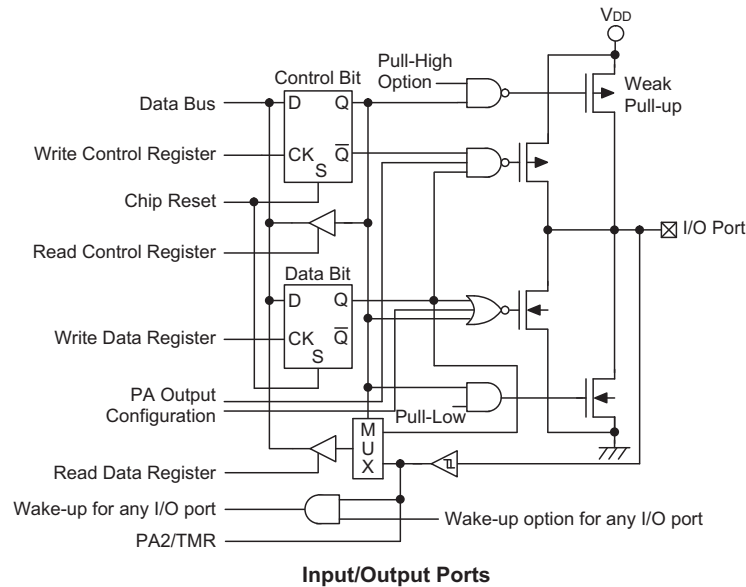 VDD
Pull-High
Option
Control Bit
Weak
Pull-up
Data Bus
D
Q
Write Control Register
CK
Q
S
Chip Reset
I/O Port
Read Control Register
Data Bit
D
Q
Write Data Register
CK
Q
S
PA Output
Configuration
Pull-Low
M
U
X
Read Data Register
Wake-up for any I/O port
Wake-up option for any I/O port
PA2/TMR
Input/Output Ports